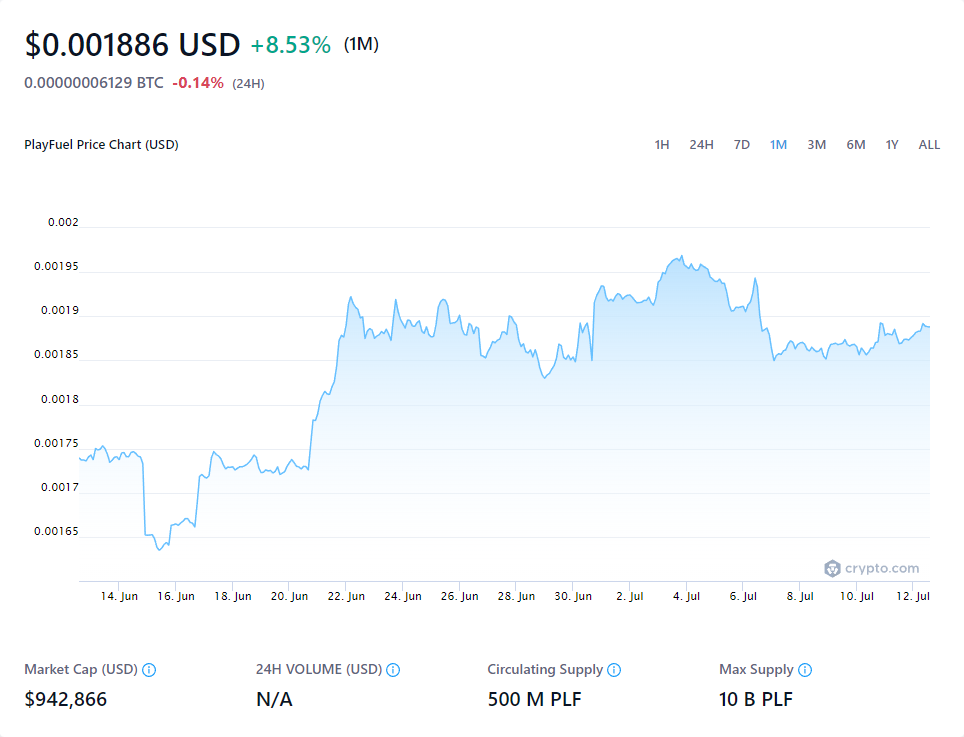 $0.001886 USD +8.53% (1M)
0.00000006129 BTC -0.14% (24H)
PlayFuel Price Chart (USD) 1H 24H 7D 1M 3M 6M 1Y ALL
0.002
0.00195
0.0019
0.00185
0.0018
0.00175
0.0017
0.00165
crypto.com
14. Jun 16. Jun 18. Jun 20. Jun 22. Jun 24. Jun 26. Jun 28. Jun 30. Jun 2. Jul 4. Jul 6. Jul 8. Jul 10. Jul 12. Jul
Market Cap (USD) 24H VOLUME (USD) Circulating Supply Max Supply
$942,866 N/A 500 M PLF 10 B PLF